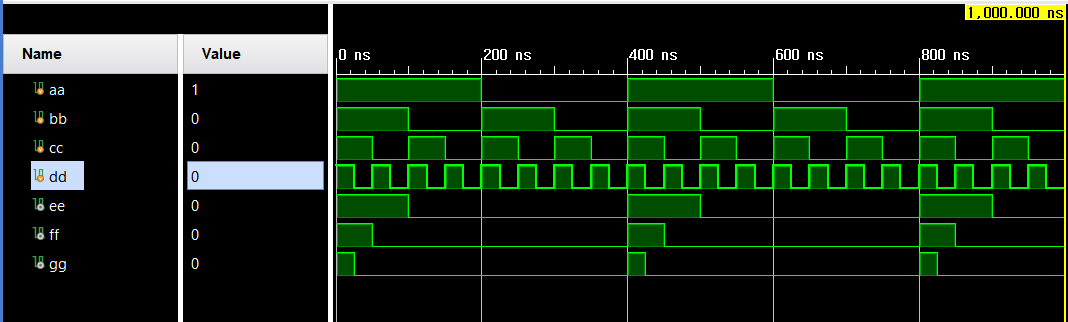 1,000.000 ns
Name Value
0 ns 200 ns 400 ns 600 ns 800 ns
aa 1
bb 0
cc 0
dd 0
ee 0
ff 0
gg 0